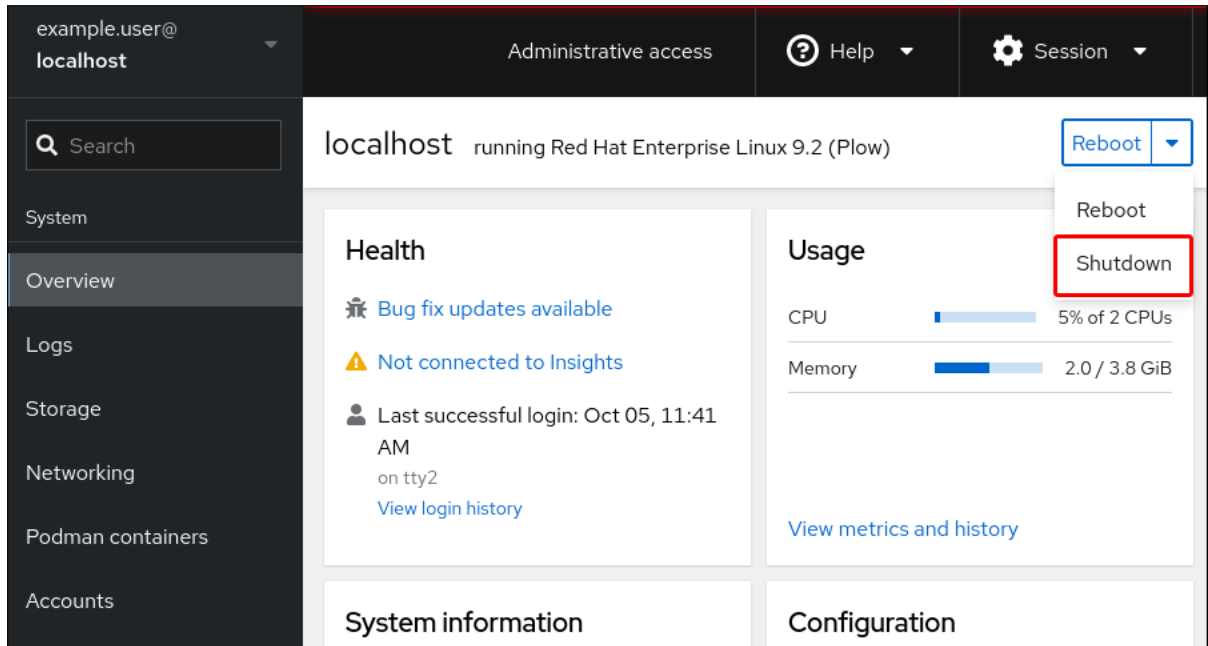 example.user@
localhost
Administrative access
Help
Session
Search
System
Overview
Logs
Storage
Networking
Podman containers
Accounts
localhost running Red Hat Enterprise Linux 9.2 (Plow)
Reboot
Reboot
Shutdown
Health
Bug fix updates available
Not connected to Insights
Last successful login: Oct 05, 11:41
AM
on tty2
View login history
Usage
CPU 5% of 2 CPUs
Memory 2.0 / 3.8 GiB
View metrics and history
System information
Configuration